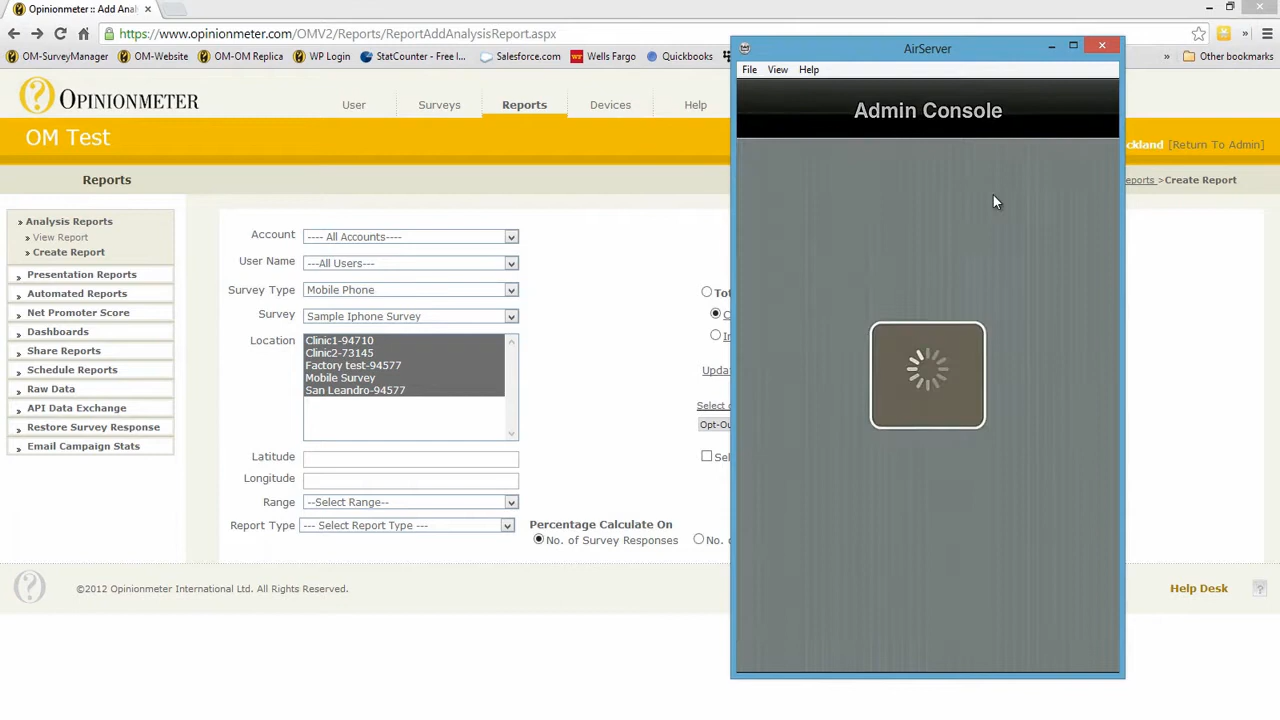 Opinionmeter :: Add Anal
https://www.opinionmeter.com/OMV2/Reports/ReportAddAnalysisReport.aspx
OM-SurveyManager OM-Website OM-OM Replica WP Login StatCounter - Free I... Salesforce.com Wells Fargo Quickbooks » Other bookmarks
AirServer
File View Help
Admin Console
OPINIONMETER
User Surveys Reports Devices Help
OM Test
ckland [Return To Admin]
Reports
eports >Create Report
Analysis Reports
View Report
Create Report
Presentation Reports
Automated Reports
Net Promoter Score
Dashboards
Share Reports
Schedule Reports
Raw Data
API Data Exchange
Restore Survey Response
Email Campaign Stats
Account ---- All Accounts----
User Name ---All Users---
Survey Type Mobile Phone
Survey Sample Iphone Survey
Location Clinic1-94710
Clinic2-73145
Factory test-94577
Mobile Survey
San Leandro-94577
Latitude
Longitude
Range --Select Range--
Report Type --- Select Report Type ---
Tot
C
In
Updat
Select c
Opt-Ou
Sel
Percentage Calculate On
No. of Survey Responses No. c
©2012 Opinionmeter International Ltd. All Rights Reserved.
Help Desk ?